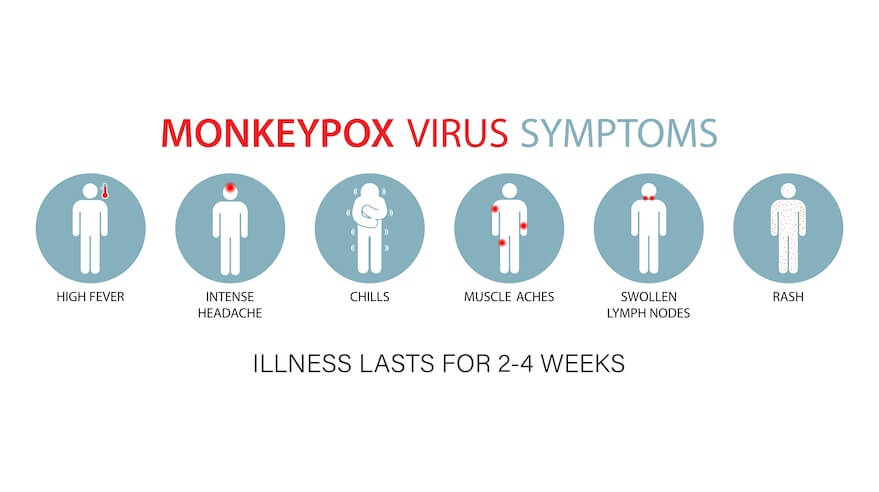 MONKEYPOX VIRUS SYMPTOMS
HIGH FEVER
INTENSE
HEADACHE
CHILLS
MUSCLE ACHES
SWOLLEN
LYMPH NODES
RASH
ILLNESS LASTS FOR 2-4 WEEKS